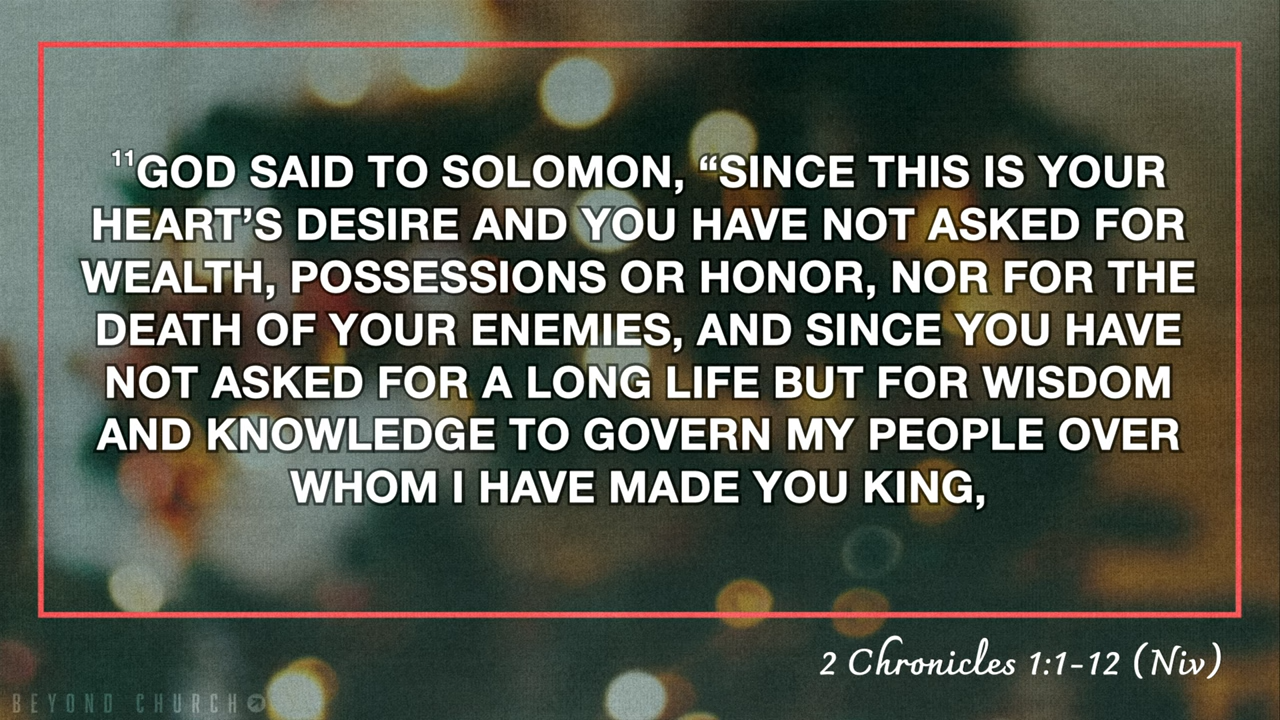 ¹¹GOD SAID TO SOLOMON, “SINCE THIS IS YOUR
HEART’S DESIRE AND YOU HAVE NOT ASKED FOR
WEALTH, POSSESSIONS OR HONOR, NOR FOR THE
DEATH OF YOUR ENEMIES, AND SINCE YOU HAVE
NOT ASKED FOR A LONG LIFE BUT FOR WISDOM
AND KNOWLEDGE TO GOVERN MY PEOPLE OVER
WHOM I HAVE MADE YOU KING,
2 Chronicles 1:1-12 (Niv)
BEYOND CHURCH